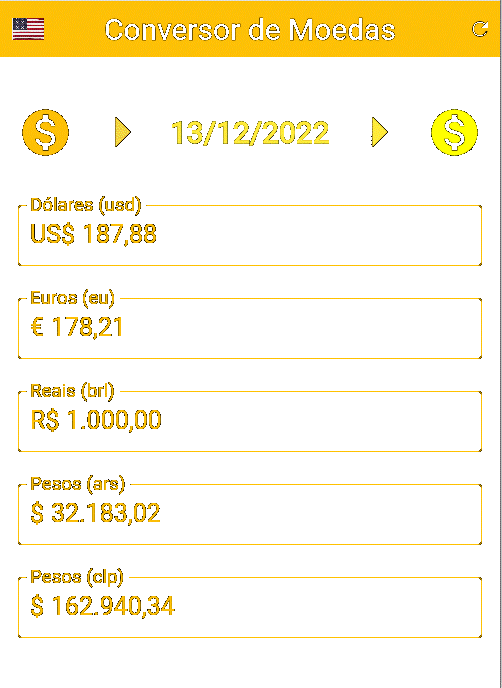 Conversor de Moedas
$ 13/12/2022 $
Dólares (usd)
US$ 187,88
Euros (eu)
€ 178,21
Reais (brl)
R$ 1.000,00
Pesos (ars)
$ 32.183,02
Pesos (clp)
$ 162.940,34